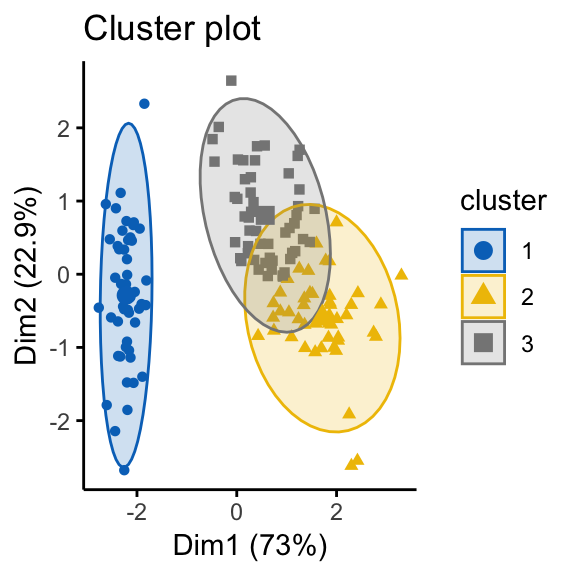 Cluster plot
2
1
0
-1
-2
Dim2 (22.9%)
-2 0 2
Dim1 (73%)
cluster
1
2
3